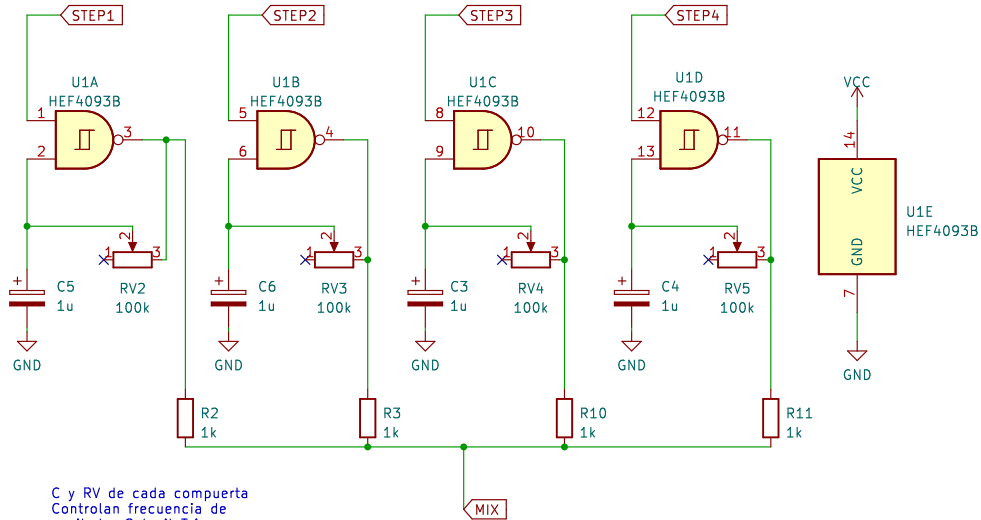 STEP1
STEP2
STEP3
STEP4
U1A
HEF4093B
U1B
HEF4093B
U1C
HEF4093B
U1D
HEF4093B
VCC
1
2
3
5
6
4
8
9
10
12
13
11
14
VCC
GND
7
U1E
HEF4093B
GND
1
2
3
1
2
3
1
2
3
1
2
3
+
C5
1u
RV2
100k
+
C6
1u
RV3
100k
+
C3
1u
RV4
100k
+
C4
1u
RV5
100k
GND
GND
GND
GND
R2
1k
R3
1k
R10
1k
R11
1k
MIX
C y RV de cada compuerta
Controlan frecuencia de